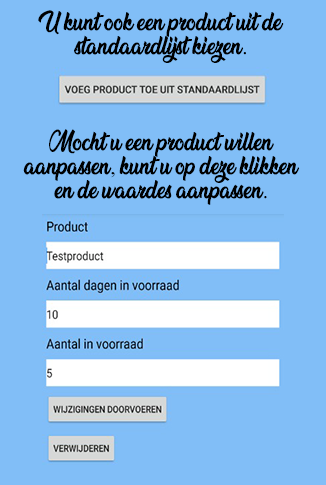 U kunt ook een product uit de
standaardlijst kiezen.
VOEG PRODUCT TOE UIT STANDAARDLIJST
Mocht u een product willen
aanpassen, kunt u op deze klikken
en de waardes aanpassen.
Product
Testproduct
Aantal dagen in voorraad
10
Aantal in voorraad
5
WIJZIGINGEN DOORVOEREN
VERWIJDEREN